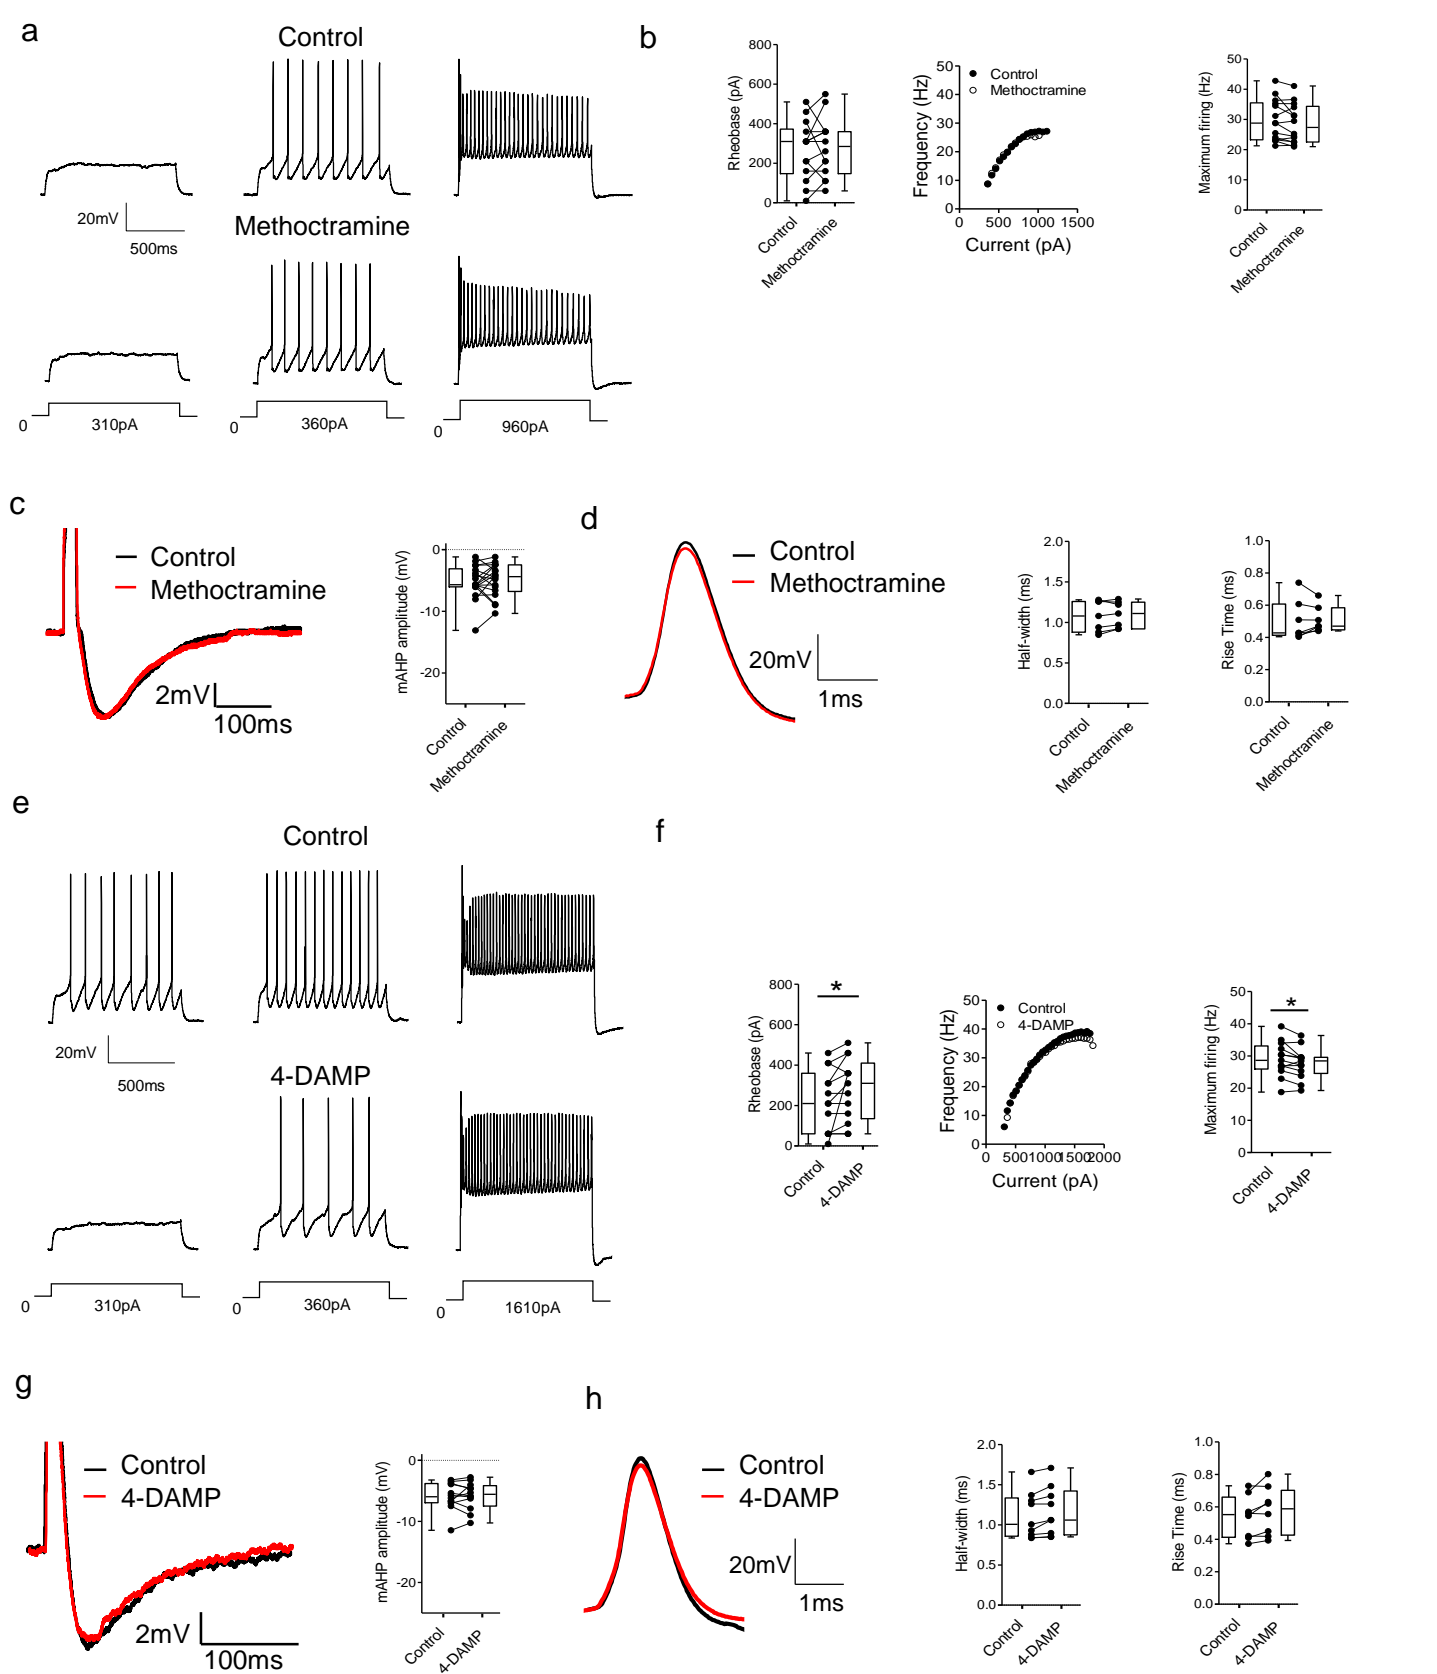 a
Control
20mV
500ms
Methoctramine
0
310pA
0
360pA
0
960pA
b
800
600
400
200
0
Rheobase (pA)
Control
Methoctramine
50
40
30
20
10
0
Frequency (Hz)
Control
Methoctramine
0
500
1000
1500
Current (pA)
50
40
30
20
10
0
Maximum firing (Hz)
Control
Methoctramine
c
Control
Methoctramine
2mV
100ms
0
-10
-20
mAHP amplitude (mV)
Control
Methoctramine
d
Control
Methoctramine
20mV
1ms
2.0
1.5
1.0
0.5
0.0
Half-width (ms)
Control
Methoctramine
1.0
0.8
0.6
0.4
0.2
0.0
Rise Time (ms)
Control
Methoctramine
e
Control
20mV
500ms
4-DAMP
0
310pA
0
360pA
0
1610pA
f
800
600
400
200
0
Rheobase (pA)
*
Control
4-DAMP
50
40
30
20
10
0
Frequency (Hz)
Control
4-DAMP
0
500
1000
1500
2000
Current (pA)
50
40
30
20
10
0
Maximum firing (Hz)
*
Control
4-DAMP
g
Control
4-DAMP
2mV
100ms
0
-10
-20
mAHP amplitude (mV)
Control
4-DAMP
h
Control
4-DAMP
20mV
1ms
2.0
1.5
1.0
0.5
0.0
Half-width (ms)
Control
4-DAMP
1.0
0.8
0.6
0.4
0.2
0.0
Rise Time (ms)
Control
4-DAMP